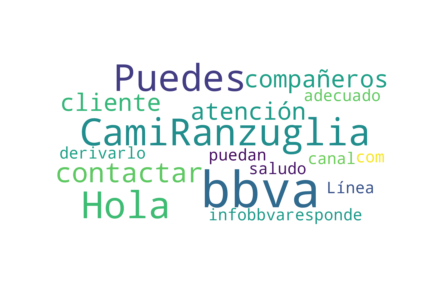 Puedes compañeros
cliente adecuado
atención
CamiRanzuglia
derivarlo puedan canal com
contactar saludo
bbva Línea
Hola
infobbvaresponde